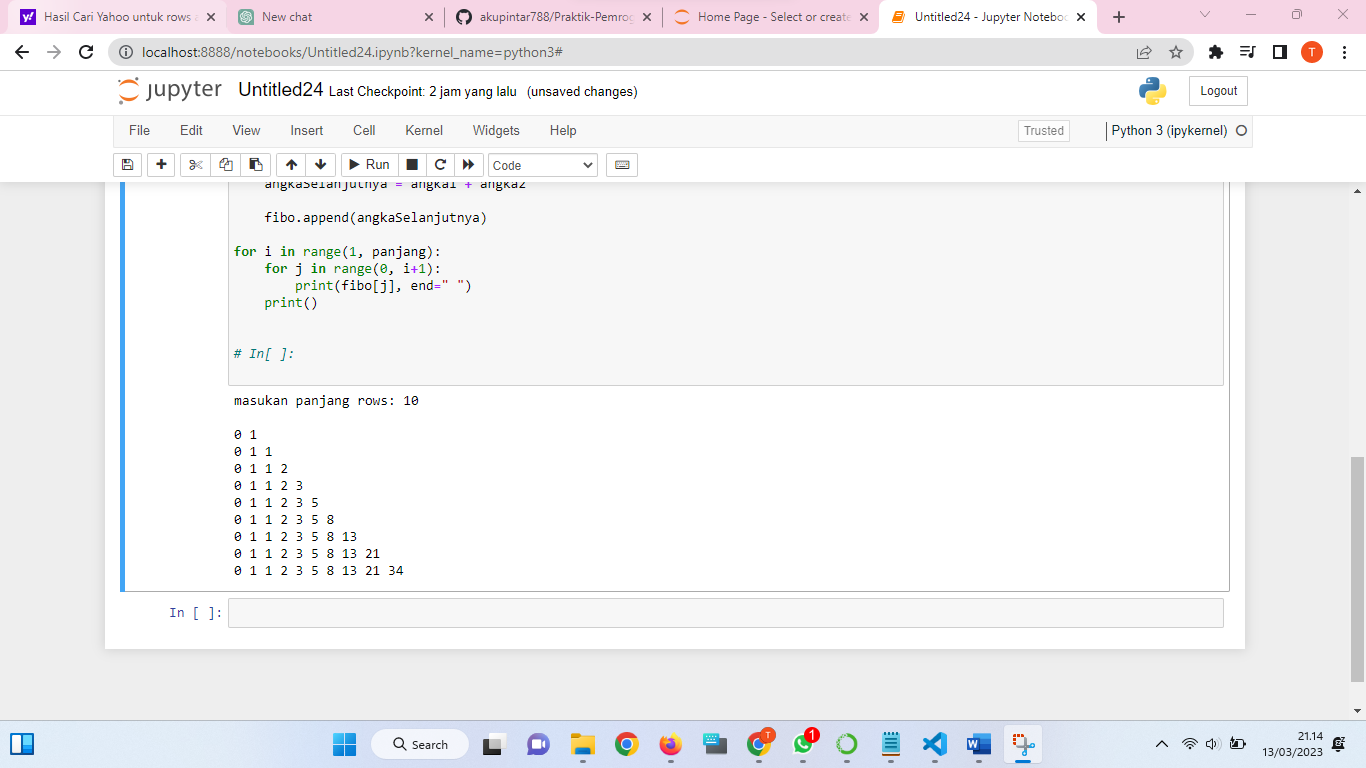 Hasil Cari Yahoo untuk rows
New chat
akupintar788/Praktik-Pemrog
Home Page - Select or create
Untitled24 - Jupyter Noteboo
localhost:8888/notebooks/Untitled24.ipynb?kernel_name=python3#
T
jupyter Untitled24 Last Checkpoint: 2 jam yang lalu (unsaved changes)
Logout
File Edit View Insert Cell Kernel Widgets Help
Trusted
Python 3 (ipykernel)
Run
Code
angkaSelanjutnya = angka1 + angka2
fibo.append(angkaSelanjutnya)
for i in range(1, panjang):
for j in range(0, i+1):
print(fibo[j], end=" ")
print()
# In[ ]:
masukan panjang rows: 10
0 1
0 1 1
0 1 1 2
0 1 1 2 3
0 1 1 2 3 5
0 1 1 2 3 5 8
0 1 1 2 3 5 8 13
0 1 1 2 3 5 8 13 21
0 1 1 2 3 5 8 13 21 34
In [ ]:
Search
T
1
21.14
13/03/2023